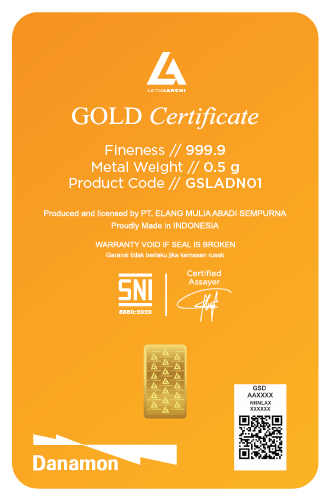 LOTUSARCHI
GOLD Certificate
Fineness // 999.9
Metal Weight // 0.5 g
Product Code // GSLADN01
Produced and licensed by PT. ELANG MULIA ABADI SEMPURNA
Proudly Made in INDONESIA
WARRANTY VOID IF SEAL IS BROKEN
Garansi tidak berlaku jika kemasan rusak
SNI
8880:2020
Certified
Assayer
GSD
AAXXXX
NNNLAX
XXXXXX
Danamon